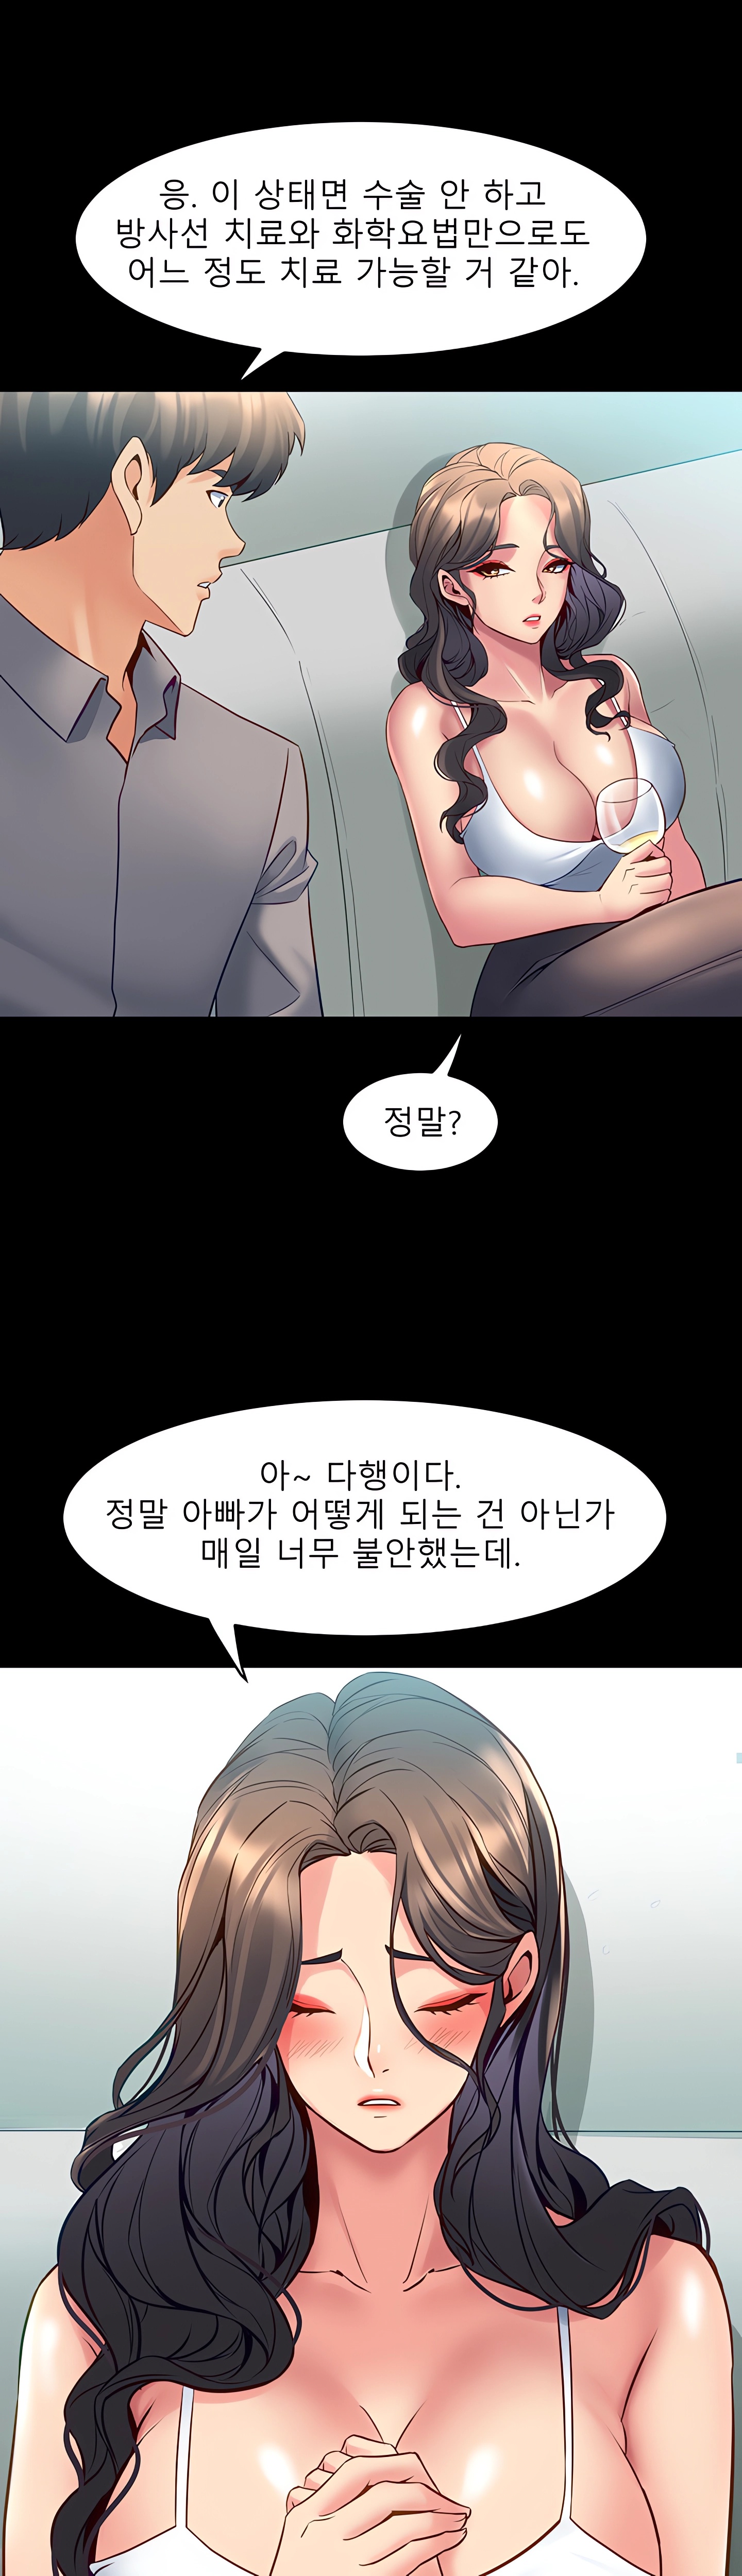 응. 이 상태면 수술 안 하고
방사선 치료와 화학요법만으로도
어느 정도 치료 가능할 거 같아.
정말?
아~ 다행이다.
정말 아빠가 어떻게 되는 건 아닌가
매일 너무 불안했는데.